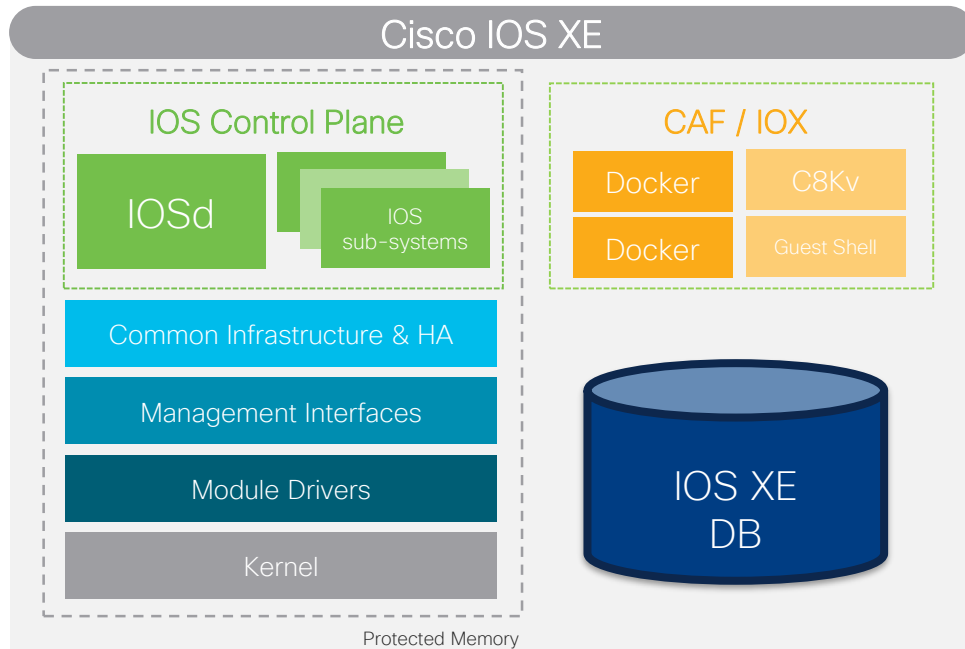 Cisco IOS XE
IOS Control Plane
IOSd
IOS
sub-systems
Common Infrastructure & HA
Management Interfaces
Module Drivers
Kernel
Protected Memory
CAF / IOX
Docker
C8Kv
Docker
Guest Shell
IOS XE
DB